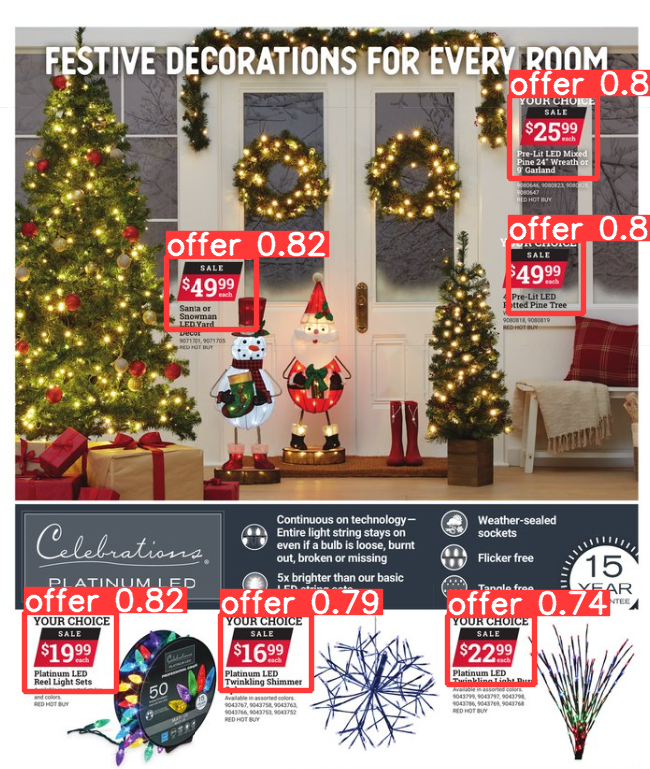 FESTIVE DECORATIONS FOR EVERY ROOM
offer 0.8
YOUR CHOICE
SALE
$25.99
each
Pre-Lit LED Mixed
Pine 24" Wreath or
9' Garland
9080647
RED HOT BUY
offer 0.82
SALE
$49.99
each
Santa or
Snowman
LED Yard
Decor
9071701, 9071705
RED HOT BUY
offer 0.8
YOUR CHOICE
SALE
$49.99
each
Pre-Lit LED
Potted Pine Tree
9080818, 9080819
RED HOT BUY
Celebrations®
PLATINUM LED
Continuous on technology—
Entire light string stays on
even if a bulb is loose, burnt
out, broken or missing
5x brighter than our basic
LED string sets
Weather-sealed
sockets
Flicker free
Tangle free
15
YEAR
offer 0.82
YOUR CHOICE
SALE
$19.99
each
Platinum LED
Reel Light Sets
and colors.
RED HOT BUY
Celebrations
50
offer 0.79
YOUR CHOICE
SALE
$16.99
each
Platinum LED
Twinkling Shimmer
Available in assorted colors.
9043767, 9043758, 9043763,
9043766, 9043753, 9043752
RED HOT BUY
offer 0.74
YOUR CHOICE
SALE
$22.99
each
Platinum LED
Twinkling Light
Available in assorted colors.
9043799, 9043797, 9043798,
9043786, 9043769, 9043768
RED HOT BUY